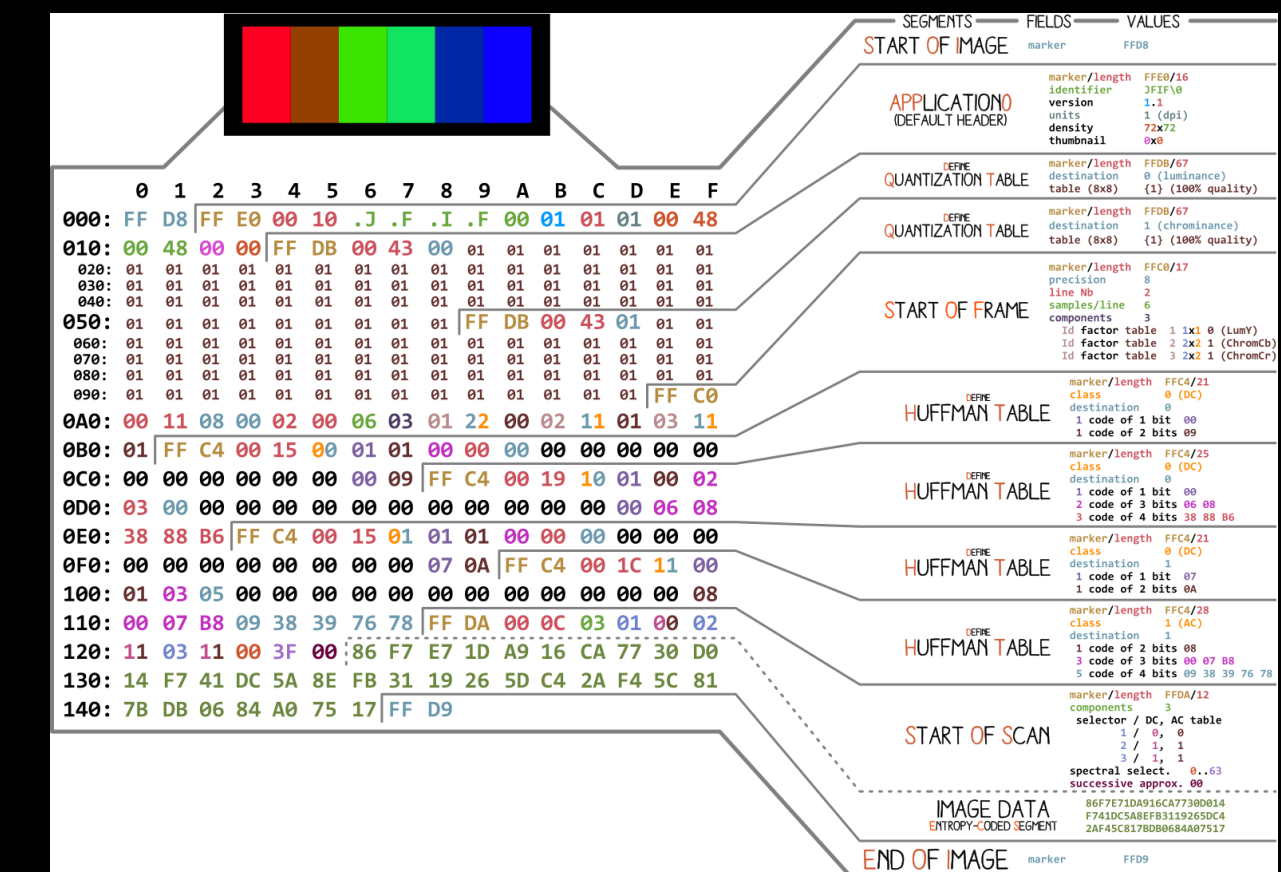 0 1 2 3 4 5 6 7 8 9 A B C D E F
000: FF D8 FF E0 00 10 .J .F .I .F 00 01 01 01 00 48
010: 00 48 00 00 FF DB 00 43 00 01 01 01 01 01 01 01
020: 01 01 01 01 01 01 01 01 01 01 01 01 01 01 01 01
030: 01 01 01 01 01 01 01 01 01 01 01 01 01 01 01 01
040: 01 01 01 01 01 01 01 01 01 01 01 01 01 01 01 01
050: 01 01 01 01 01 01 01 01 01 FF DB 00 43 01 01 01
060: 01 01 01 01 01 01 01 01 01 01 01 01 01 01 01 01
070: 01 01 01 01 01 01 01 01 01 01 01 01 01 01 01 01
080: 01 01 01 01 01 01 01 01 01 01 01 01 01 01 01 01
090: 01 01 01 01 01 01 01 01 01 01 01 01 01 01 FF C0
0A0: 00 11 08 00 02 00 06 03 01 22 00 02 11 01 03 11
0B0: 01 FF C4 00 15 00 01 01 00 00 00 00 00 00 00 00
0C0: 00 00 00 00 00 00 00 09 FF C4 00 19 10 01 00 02
0D0: 03 00 00 00 00 00 00 00 00 00 00 00 00 00 06 08
0E0: 38 88 B6 FF C4 00 15 01 01 01 00 00 00 00 00 00
0F0: 00 00 00 00 00 00 00 00 07 0A FF C4 00 1C 11 00
100: 01 03 05 00 00 00 00 00 00 00 00 00 00 00 00 08
110: 00 07 B8 09 38 39 76 78 FF DA 00 0C 03 01 00 02
120: 11 03 11 00 3F 00 86 F7 E7 1D A9 16 CA 77 30 D0
130: 14 F7 41 DC 5A 8E FB 31 19 26 5D C4 2A F4 5C 81
140: 7B DB 06 84 A0 75 17 FF D9
SEGMENTS FIELDS VALUES
START OF IMAGE marker FFD8
APPLICATION0
(DEFAULT HEADER)
marker/length FFE0/16
identifier JFIF\0
version 1.1
units 1 (dpi)
density 72x72
thumbnail 0x0
DEFINE
QUANTIZATION TABLE
marker/length FFDB/67
destination 0 (luminance)
table (8x8) {1} (100% quality)
DEFINE
QUANTIZATION TABLE
marker/length FFDB/67
destination 1 (chrominance)
table (8x8) {1} (100% quality)
START OF FRAME
marker/length FFC0/17
precision 8
line Nb 2
samples/line 6
components 3
Id factor table 1 1x1 0 (LumY)
Id factor table 2 2x2 1 (ChromCb)
Id factor table 3 2x2 1 (ChromCr)
DEFINE
HUFFMAN TABLE
marker/length FFC4/21
class 0 (DC)
destination 0
1 code of 1 bit 00
1 code of 2 bits 09
DEFINE
HUFFMAN TABLE
marker/length FFC4/25
class 0 (DC)
destination 0
1 code of 1 bit 00
2 code of 3 bits 06 08
3 code of 4 bits 38 88 B6
DEFINE
HUFFMAN TABLE
marker/length FFC4/21
class 0 (DC)
destination 1
1 code of 1 bit 07
1 code of 2 bits 0A
DEFINE
HUFFMAN TABLE
marker/length FFC4/28
class 1 (AC)
destination 1
1 code of 2 bits 08
3 code of 3 bits 00 07 B8
5 code of 4 bits 09 38 39 76 78
START OF SCAN
marker/length FFDA/12
components 3
selector / DC, AC table
1 / 0, 0
2 / 1, 1
3 / 1, 1
spectral select. 0..63
successive approx. 00
IMAGE DATA
ENTROPY-CODED SEGMENT
86F7E71DA916CA7730D014
F741DC5A8EFB3119265DC4
2AF45C817BDB0684A07517
END OF IMAGE marker FFD9